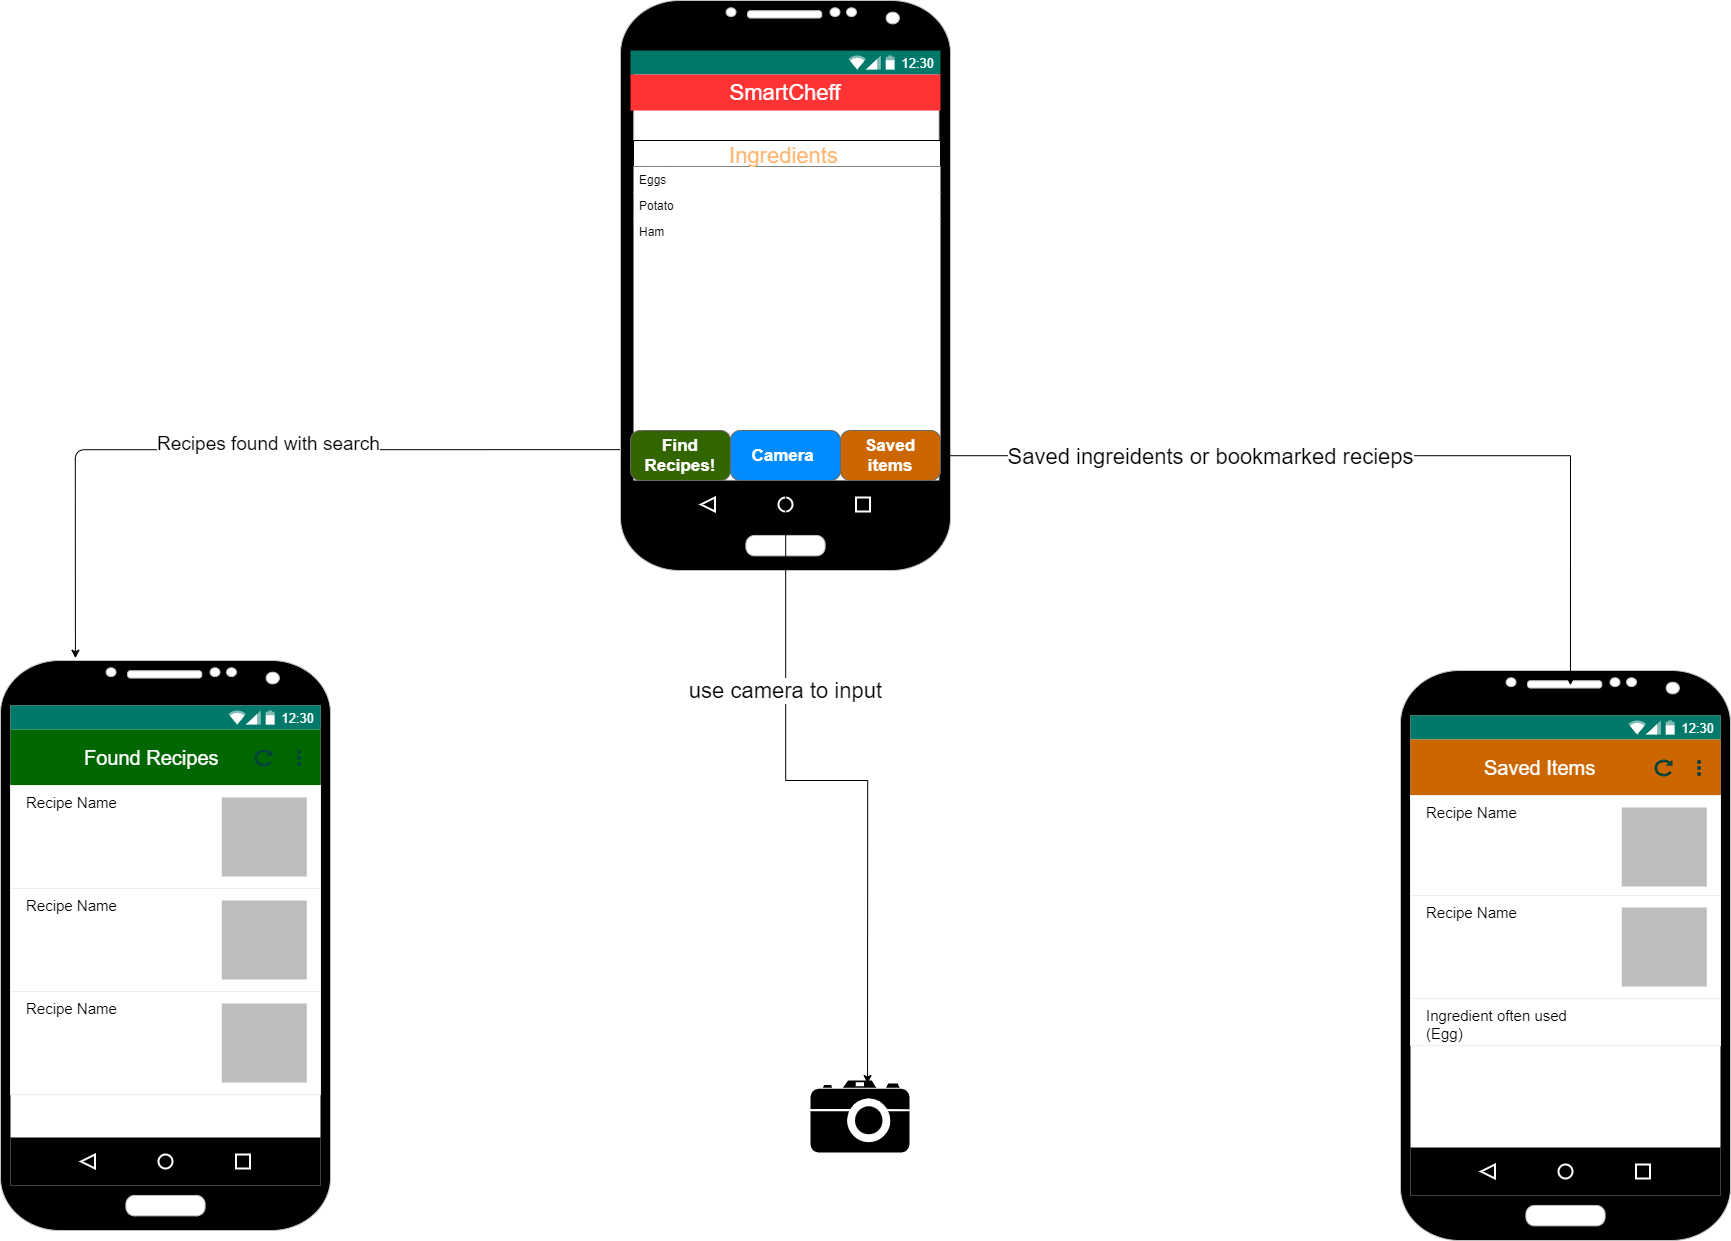 12:30
SmartCheff
Ingredients
Eggs
Potato
Ham
Find
Recipes!
Camera
Saved
items
Recipes found with search
Saved ingreidents or bookmarked recieps
use camera to input
12:30
Found Recipes
Recipe Name
Recipe Name
Recipe Name
12:30
Saved Items
Recipe Name
Recipe Name
Ingredient often used
(Egg)